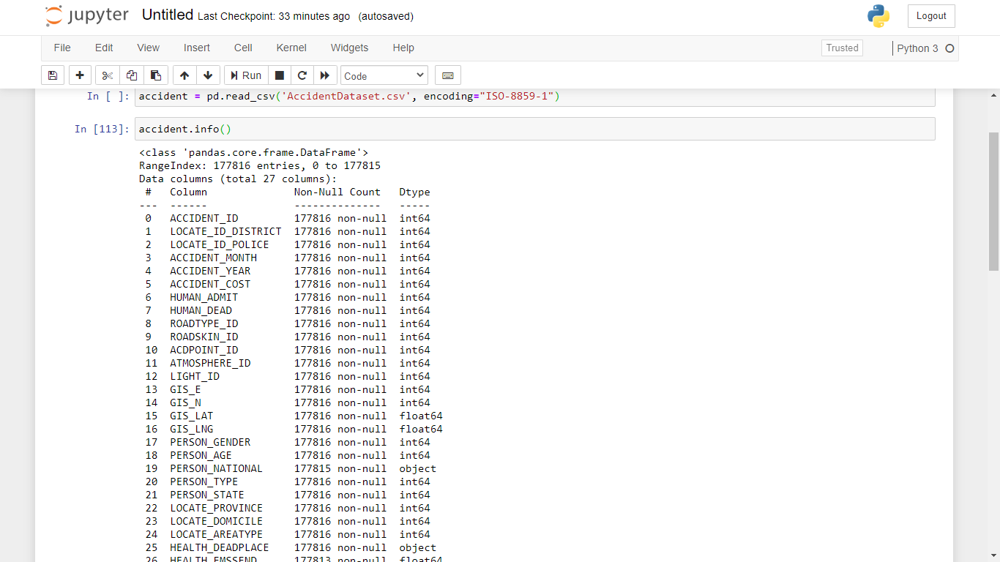 jupyter Untitled Last Checkpoint: 33 minutes ago (autosaved) Logout
File Edit View Insert Cell Kernel Widgets Help Trusted Python 3
Run Code
In [ ]: accident = pd.read_csv('AccidentDataset.csv', encoding="ISO-8859-1")
In [113]: accident.info()
<class 'pandas.core.frame.DataFrame'>
RangeIndex: 177816 entries, 0 to 177815
Data columns (total 27 columns):
 #   Column              Non-Null Count   Dtype
---  ------              --------------   -----
 0   ACCIDENT_ID         177816 non-null  int64
 1   LOCATE_ID_DISTRICT  177816 non-null  int64
 2   LOCATE_ID_POLICE    177816 non-null  int64
 3   ACCIDENT_MONTH      177816 non-null  int64
 4   ACCIDENT_YEAR       177816 non-null  int64
 5   ACCIDENT_COST       177816 non-null  int64
 6   HUMAN_ADMIT         177816 non-null  int64
 7   HUMAN_DEAD          177816 non-null  int64
 8   ROADTYPE_ID         177816 non-null  int64
 9   ROADSKIN_ID         177816 non-null  int64
 10  ACDPOINT_ID         177816 non-null  int64
 11  ATMOSPHERE_ID       177816 non-null  int64
 12  LIGHT_ID            177816 non-null  int64
 13  GIS_E               177816 non-null  int64
 14  GIS_N               177816 non-null  int64
 15  GIS_LAT             177816 non-null  float64
 16  GIS_LNG             177816 non-null  float64
 17  PERSON_GENDER       177816 non-null  int64
 18  PERSON_AGE          177816 non-null  int64
 19  PERSON_NATIONAL     177815 non-null  object
 20  PERSON_TYPE         177816 non-null  int64
 21  PERSON_STATE        177816 non-null  int64
 22  LOCATE_PROVINCE     177816 non-null  int64
 23  LOCATE_DOMICILE     177816 non-null  int64
 24  LOCATE_AREATYPE     177816 non-null  int64
 25  HEALTH_DEADPLACE    177816 non-null  object
 26  HEALTH_EMSSEND      177813 non-null  float64